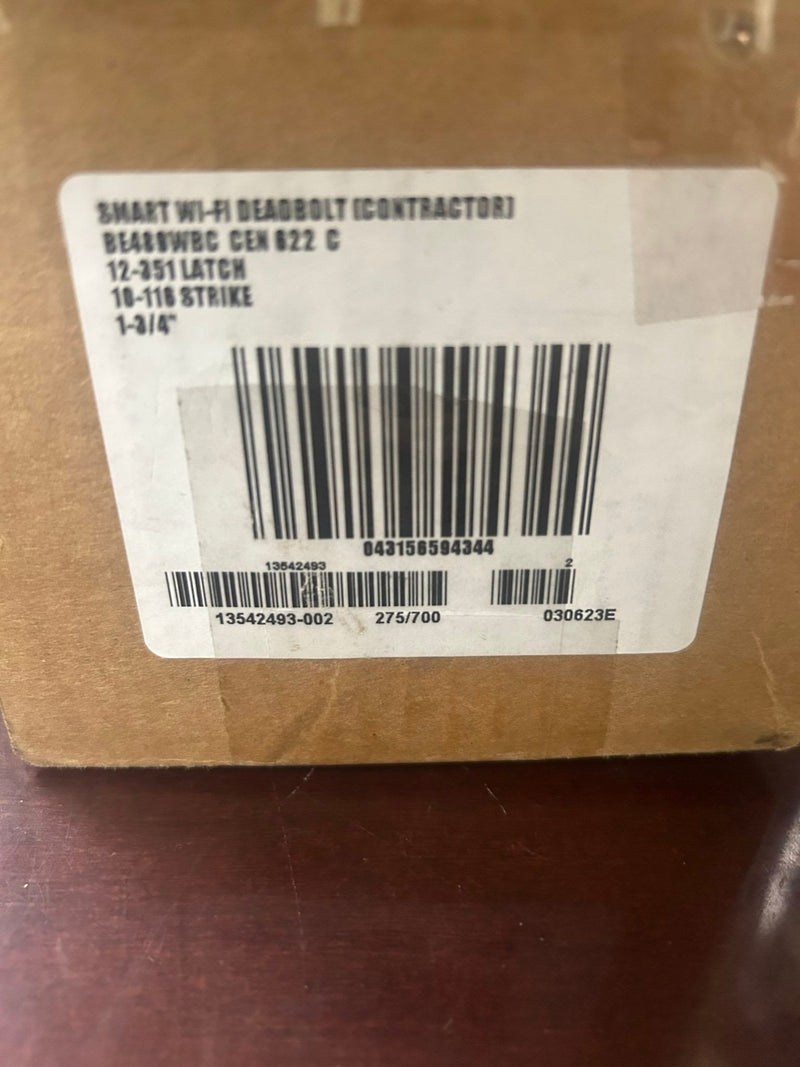 SMART WI-FI DEADBOLT [CONTRACTOR]
BE489WBC CEN 622 C
12-351 LATCH
10-116 STRIKE
1-3/4"
043156594344
13542493
2
13542493-002 275/700 030623E